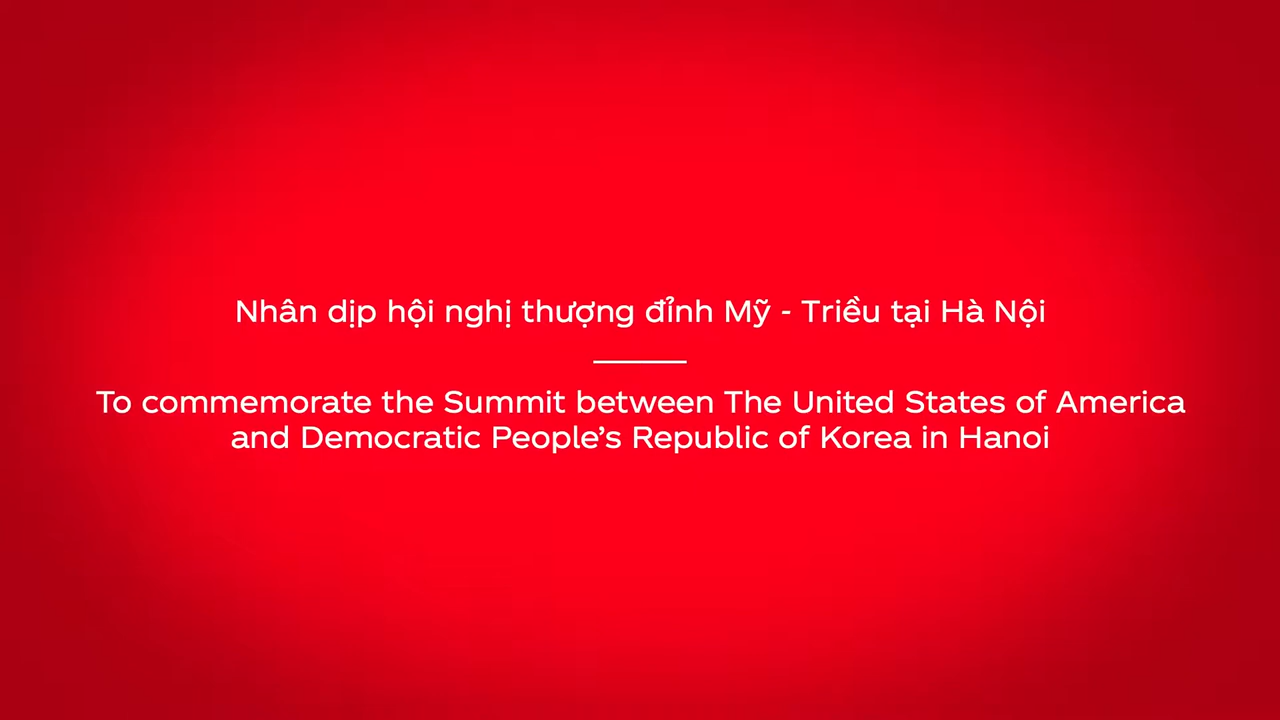 Nhân dịp hội nghị thượng đỉnh Mỹ - Triều tại Hà Nội
To commemorate the Summit between The United States of America
and Democratic People’s Republic of Korea in Hanoi